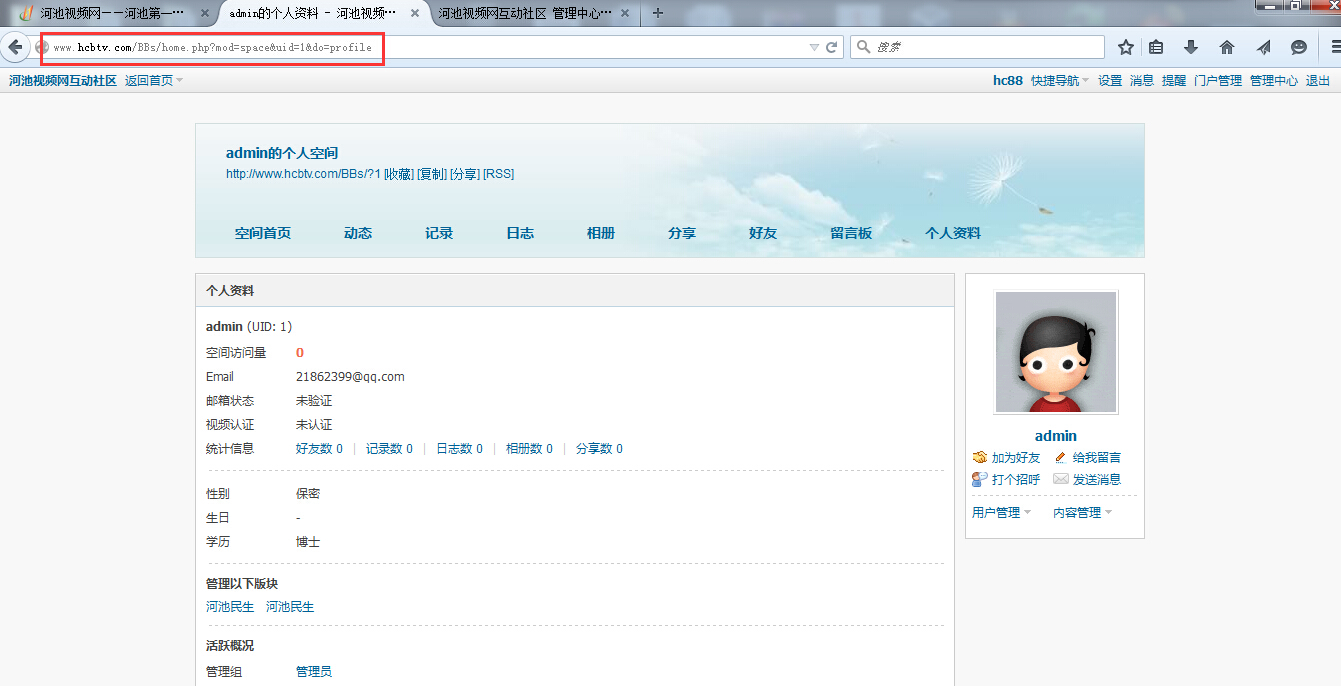 河池视频网——河池第一···
admin的个人资料 - 河池视频···
河池视频网互动社区 管理中心···
www.hcbtv.com/BBs/home.php?mod=space&uid=1&do=profile
搜索
河池视频网互动社区 返回首页
hc88 快捷导航 设置 消息 提醒 门户管理 管理中心 退出
admin的个人空间
http://www.hcbtv.com/BBs/?1 [收藏] [复制] [分享] [RSS]
空间首页 动态 记录 日志 相册 分享 好友 留言板 个人资料
个人资料
admin (UID: 1)
空间访问量 0
Email 21862399@qq.com
邮箱状态 未验证
视频认证 未认证
统计信息 好友数 0 | 记录数 0 | 日志数 0 | 相册数 0 | 分享数 0
性别 保密
生日 -
学历 博士
管理以下版块
河池民生 河池民生
活跃概况
管理组 管理员
admin
加为好友 给我留言
打个招呼 发送消息
用户管理 内容管理